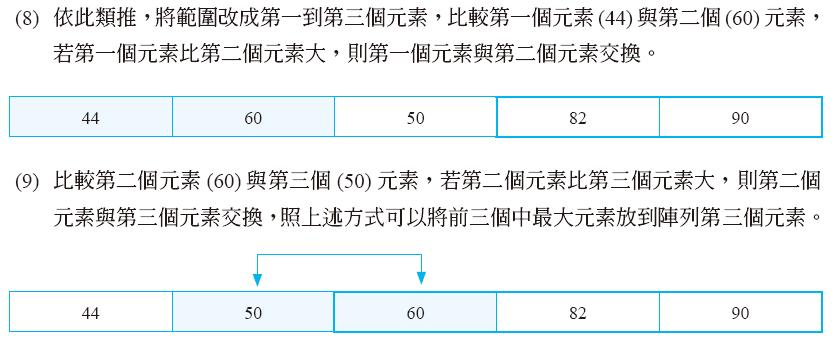 (8) 依此類推，將範圍改成第一到第三個元素，比較第一個元素 (44) 與第二個 (60) 元素，
若第一個元素比第二個元素大，則第一個元素與第二個元素交換。
44 60 50 82 90
(9) 比較第二個元素 (60) 與第三個 (50) 元素，若第二個元素比第三個元素大，則第二個
元素與第三個元素交換，照上述方式可以將前三個中最大元素放到陣列第三個元素。
44 50 60 82 90